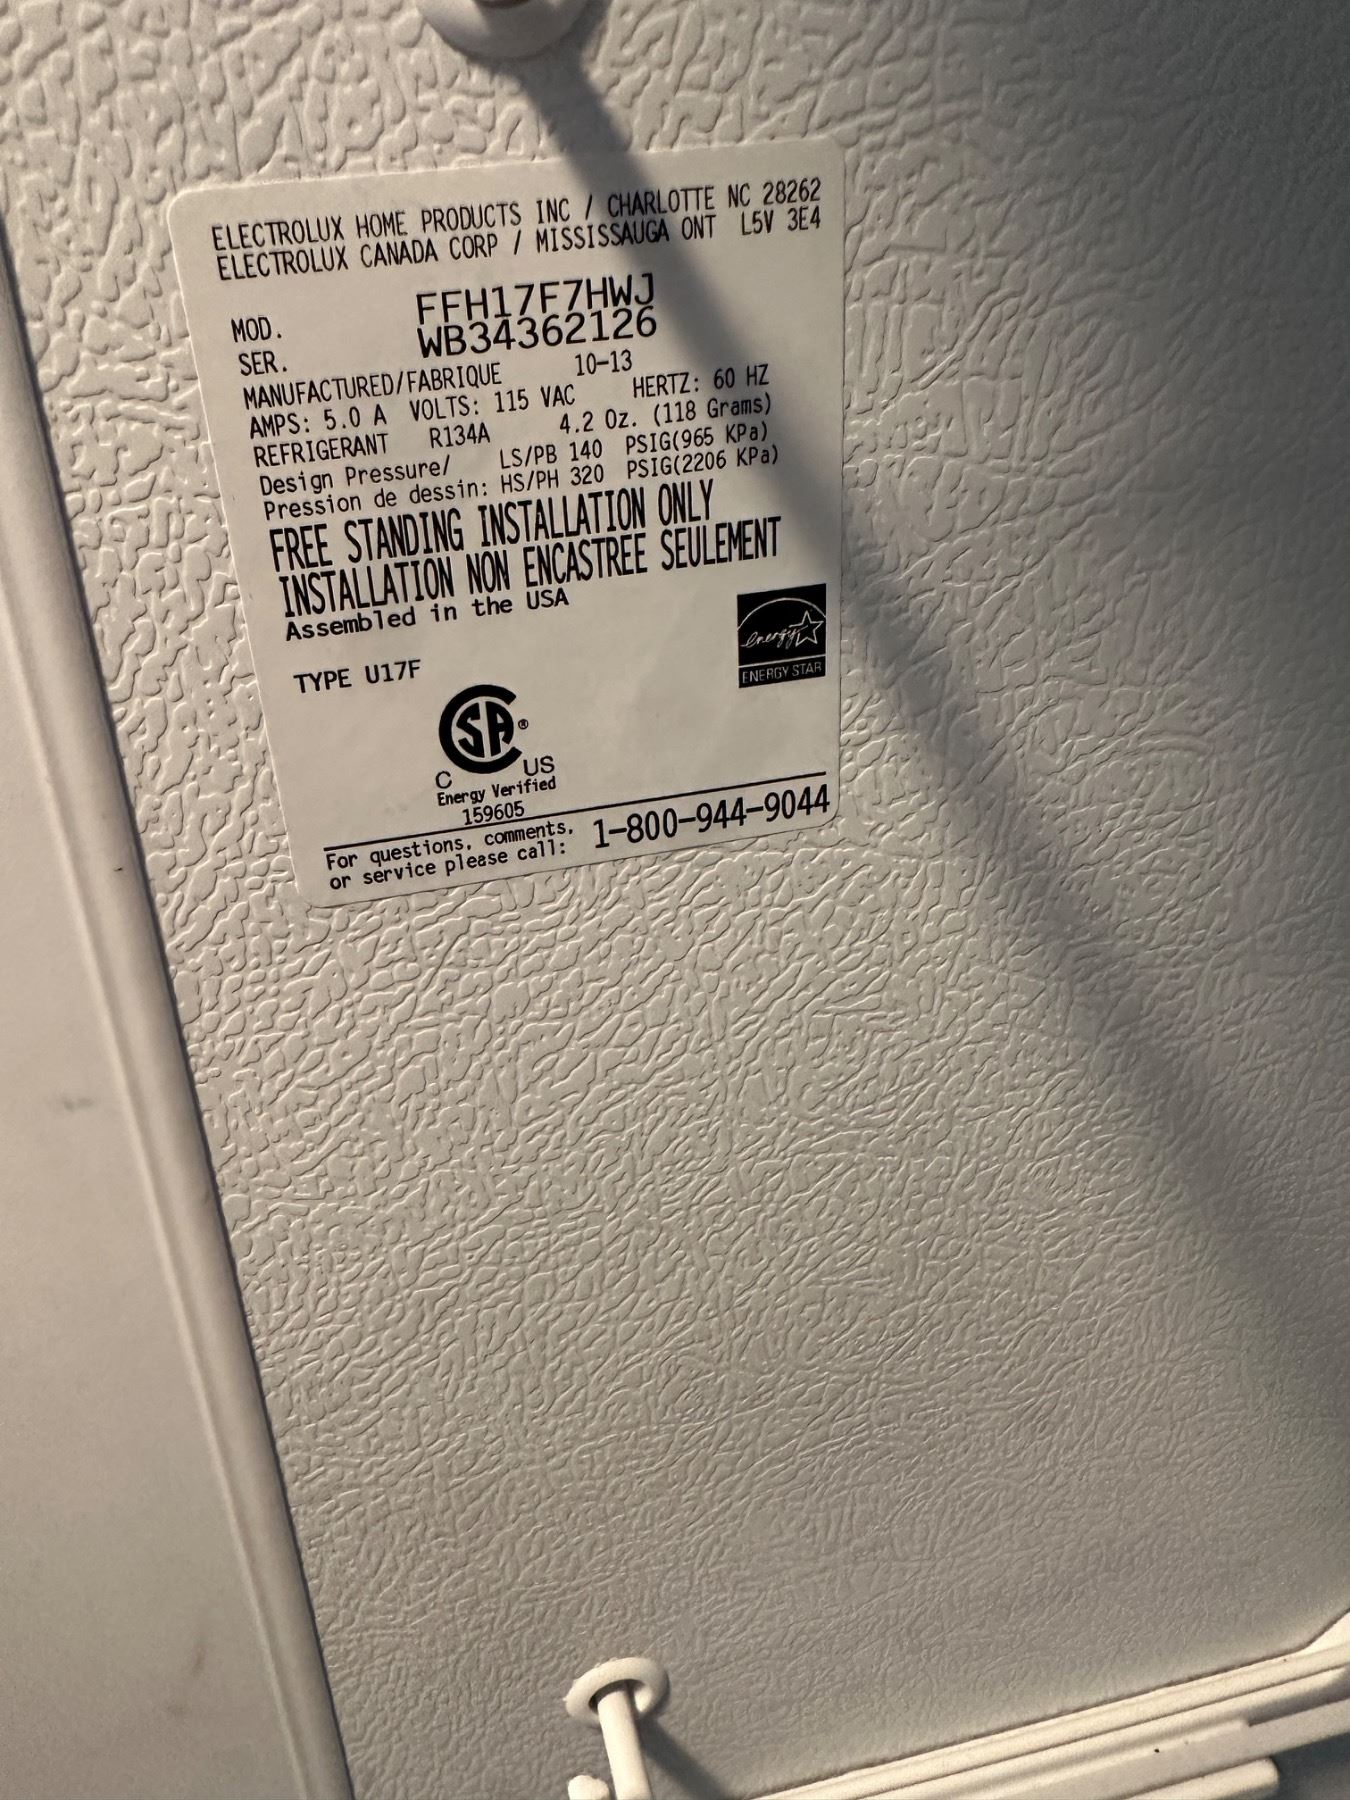 ELECTROLUX HOME PRODUCTS INC / CHARLOTTE NC 28262
ELECTROLUX CANADA CORP / MISSISSAUGA ONT L5V 3E4
MOD. FFH17F7HWJ
SER. WB34362126
MANUFACTURED/FABRIQUE 10-13
AMPS: 5.0 A VOLTS: 115 VAC HERTZ: 60 HZ
REFRIGERANT R134A 4.2 Oz. (118 Grams)
Design Pressure/ LS/PB 140 PSIG(965 KPa)
Pression de dessin: HS/PH 320 PSIG(2206 KPa)
FREE STANDING INSTALLATION ONLY
INSTALLATION NON ENCASTREE SEULEMENT
Assembled in the USA
energy
ENERGY STAR
TYPE U17F
CSA®
C US
Energy Verified
159605
For questions, comments,
or service please call: 1-800-944-9044